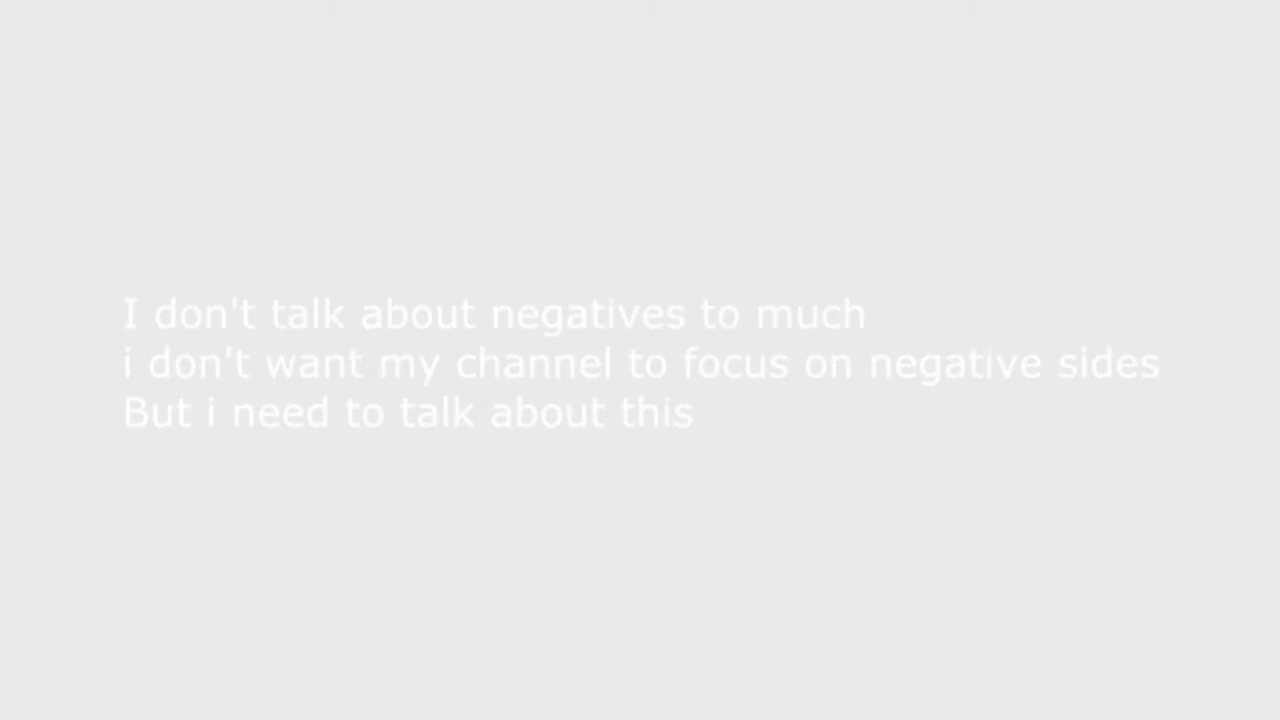 I don't talk about negatives to much
i don't want my channel to focus on negative sides
But i need to talk about this